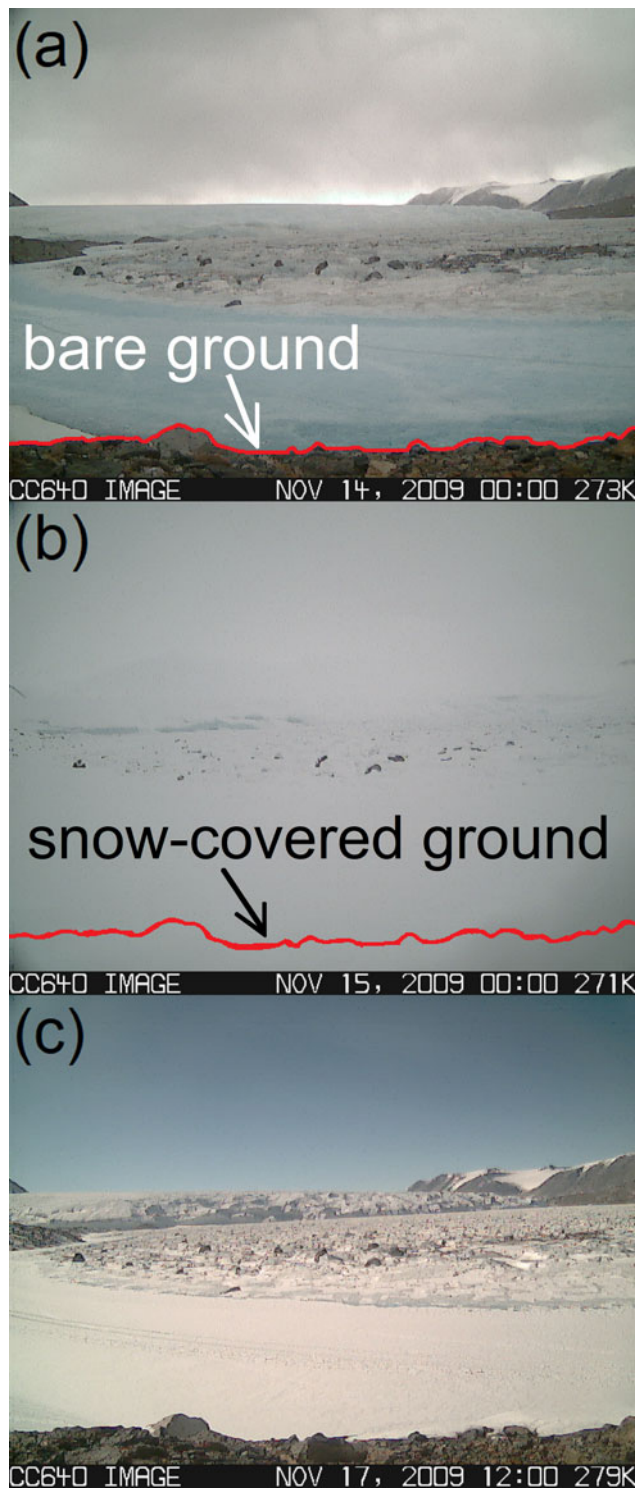 (a)
bare ground
CC640 IMAGE NOV 14, 2009 00:00 273K
(b)
snow-covered ground
CC640 IMAGE NOV 15, 2009 00:00 271K
(c)
CC640 IMAGE NOV 17, 2009 12:00 279K